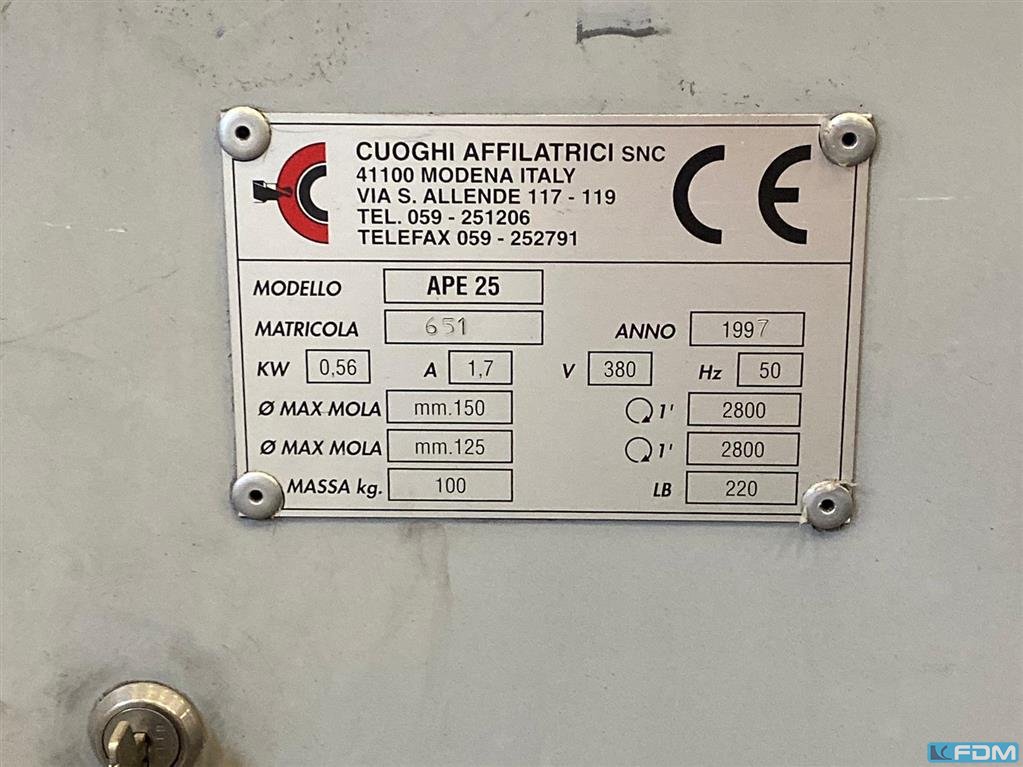 CUOGHI AFFILATRICI SNC
41100 MODENA ITALY
VIA S. ALLENDE 117 - 119
TEL. 059 - 251206
TELEFAX 059 - 252791
CE
MODELLO APE 25
MATRICOLA 651 ANNO 1997
KW 0,56 A 1,7 V 380 Hz 50
Ø MAX MOLA mm.150 1' 2800
Ø MAX MOLA mm.125 1' 2800
MASSA kg. 100 LB 220
FDM